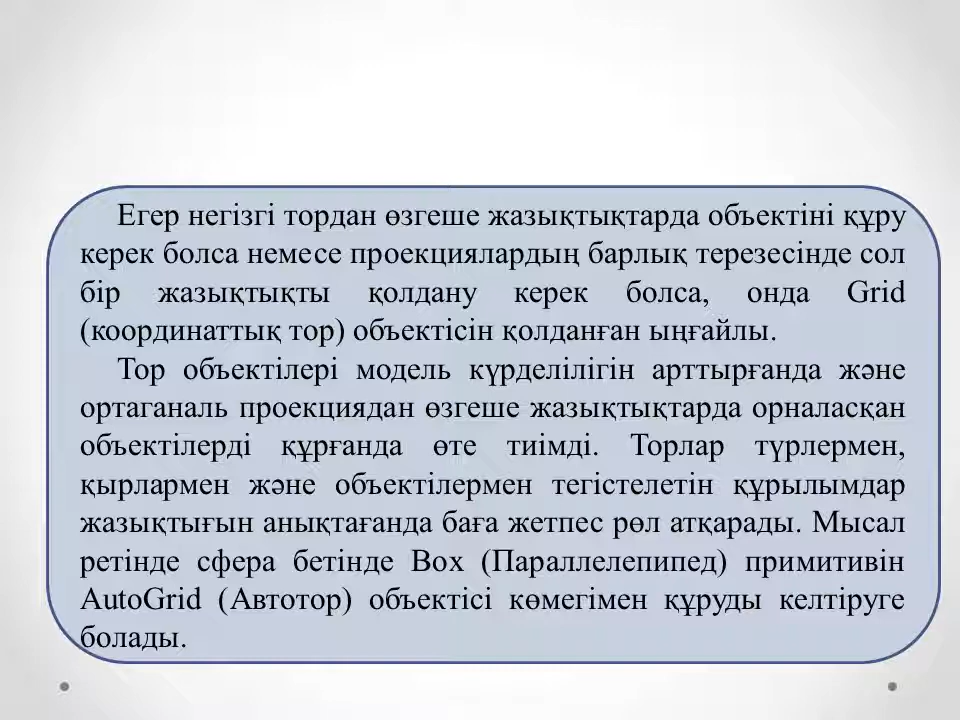 Егер негізгі тордан өзгеше жазықтықтарда объектіні құру
керек болса немесе проекциялардың барлық терезесінде сол
бір жазықтықты қолдану керек болса, онда Grid
(координаттық тор) объектісін қолданған ыңғайлы.
Тор объектілері модель күрделілігін арттырғанда және
ортаганаль проекциядан өзгеше жазықтықтарда орналасқан
объектілерді құрғанда өте тиімді. Торлар түрлермен,
қырлармен және объектілермен тегістелетін құрылымдар
жазықтығын анықтағанда баға жетпес рөл атқарады. Мысал
ретінде сфера бетінде Box (Параллелепипед) примитивін
AutoGrid (Автотор) объектісі көмегімен құруды келтіруге
болады.